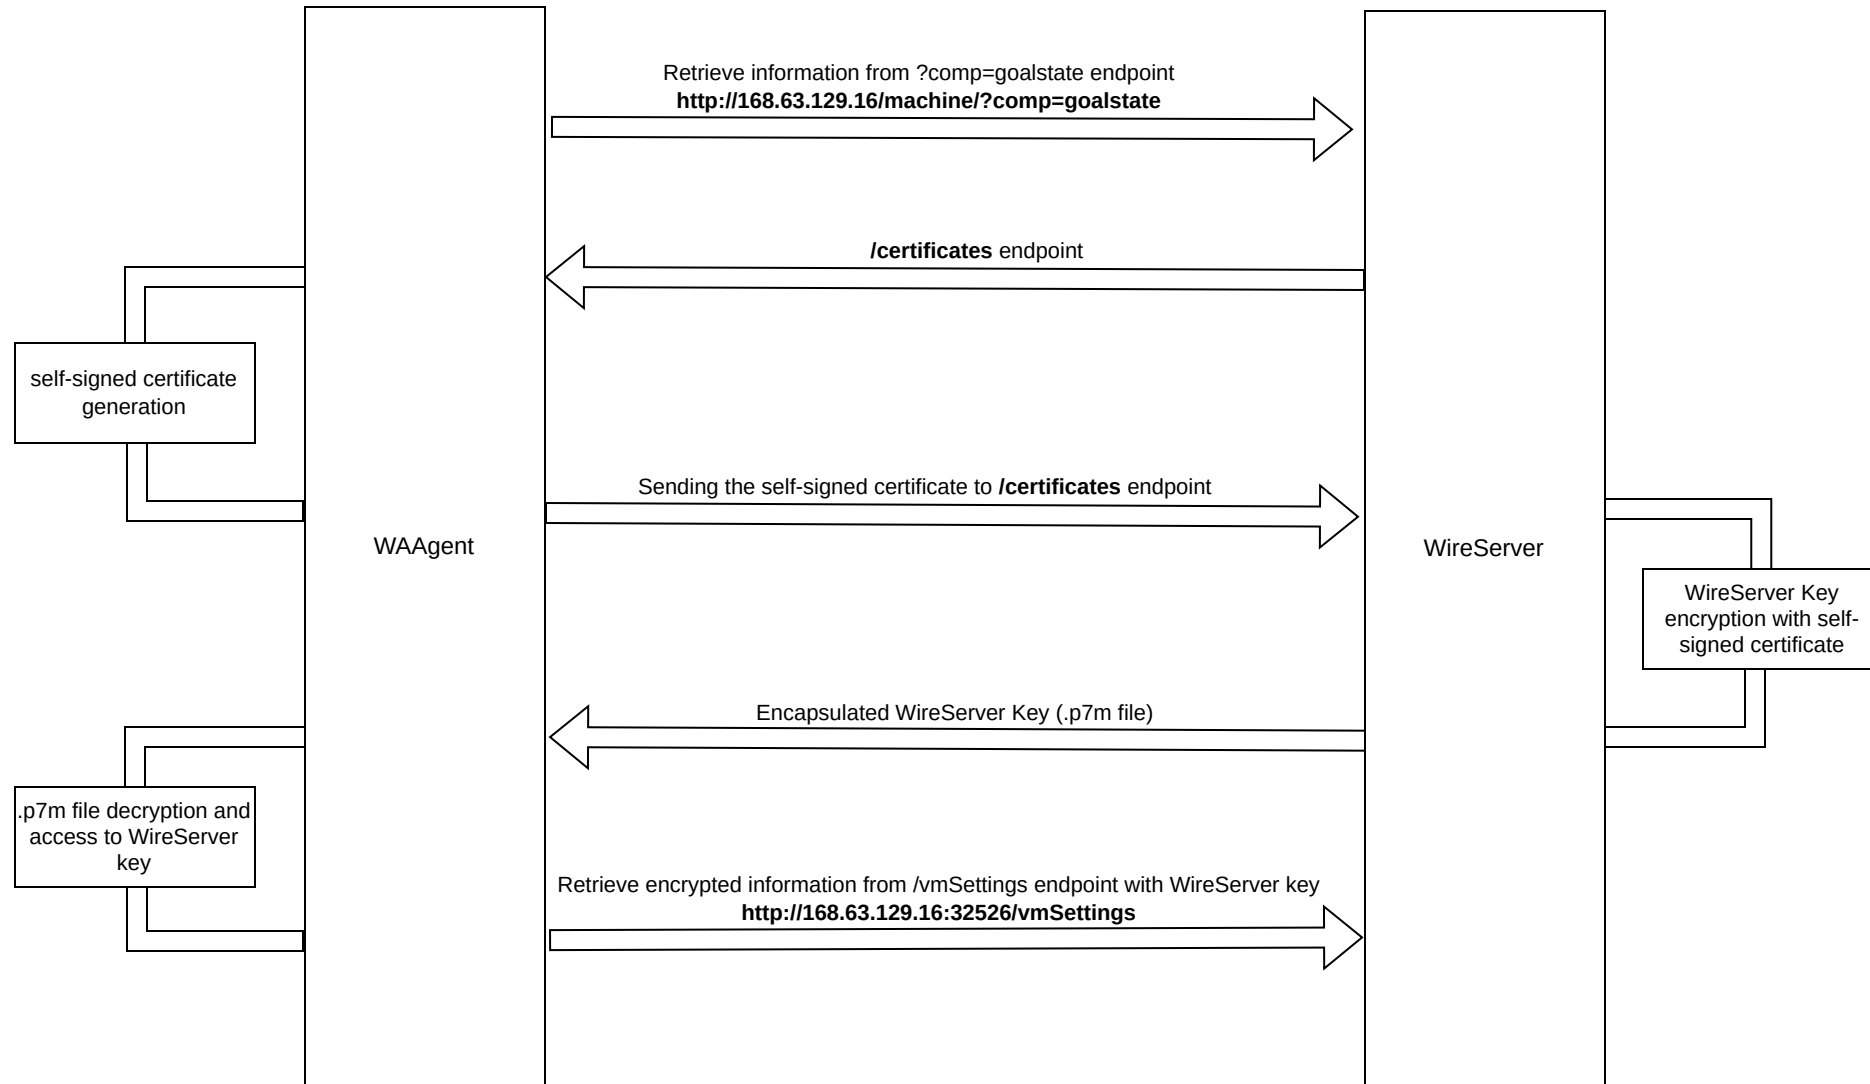 Retrieve information from ?comp=goalstate endpoint
http://168.63.129.16/machine/?comp=goalstate
/certificates endpoint
self-signed certificate
generation
Sending the self-signed certificate to /certificates endpoint
WAAgent
WireServer
WireServer Key
encryption with self-
signed certificate
Encapsulated WireServer Key (.p7m file)
.p7m file decryption and
access to WireServer
key
Retrieve encrypted information from /vmSettings endpoint with WireServer key
http://168.63.129.16:32526/vmSettings